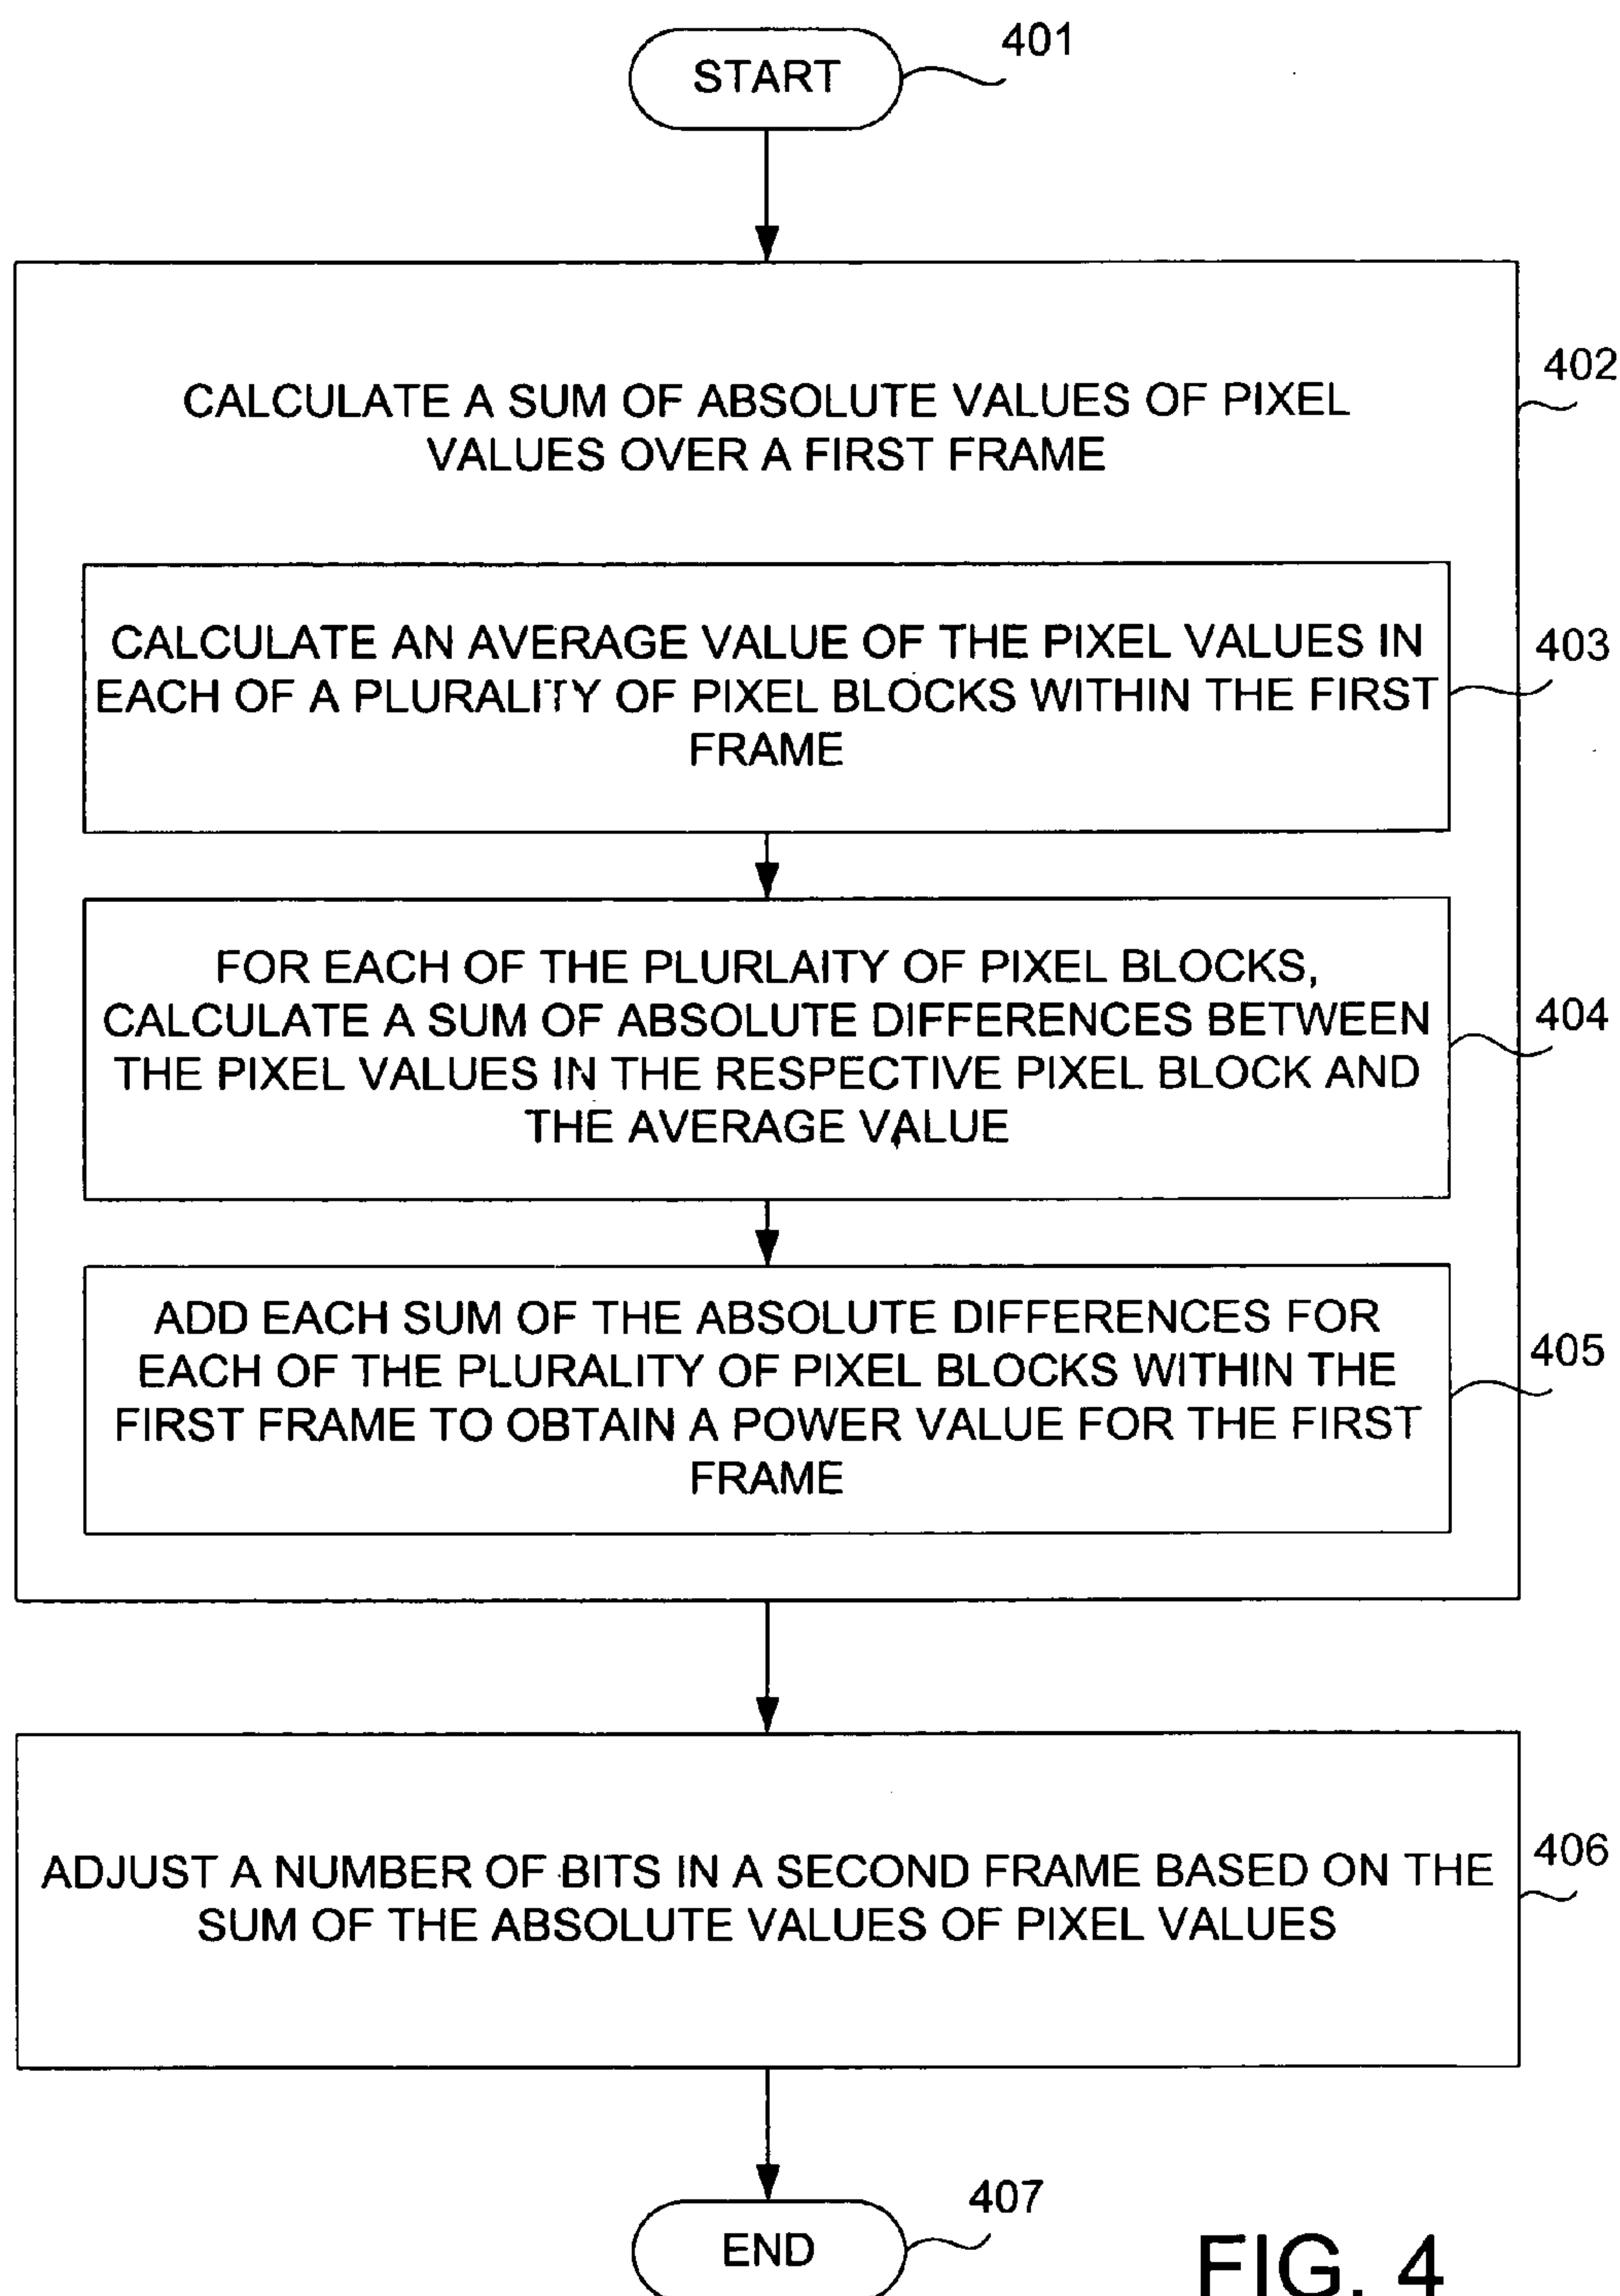 START
401
402
CALCULATE A SUM OF ABSOLUTE VALUES OF PIXEL
VALUES OVER A FIRST FRAME
CALCULATE AN AVERAGE VALUE OF THE PIXEL VALUES IN
EACH OF A PLURALITY OF PIXEL BLOCKS WITHIN THE FIRST
FRAME
403
FOR EACH OF THE PLURLAITY OF PIXEL BLOCKS,
CALCULATE A SUM OF ABSOLUTE DIFFERENCES BETWEEN
THE PIXEL VALUES IN THE RESPECTIVE PIXEL BLOCK AND
THE AVERAGE VALUE
404
ADD EACH SUM OF THE ABSOLUTE DIFFERENCES FOR
EACH OF THE PLURALITY OF PIXEL BLOCKS WITHIN THE
FIRST FRAME TO OBTAIN A POWER VALUE FOR THE FIRST
FRAME
405
ADJUST A NUMBER OF BITS IN A SECOND FRAME BASED ON THE
SUM OF THE ABSOLUTE VALUES OF PIXEL VALUES
406
END
407
FIG. 4